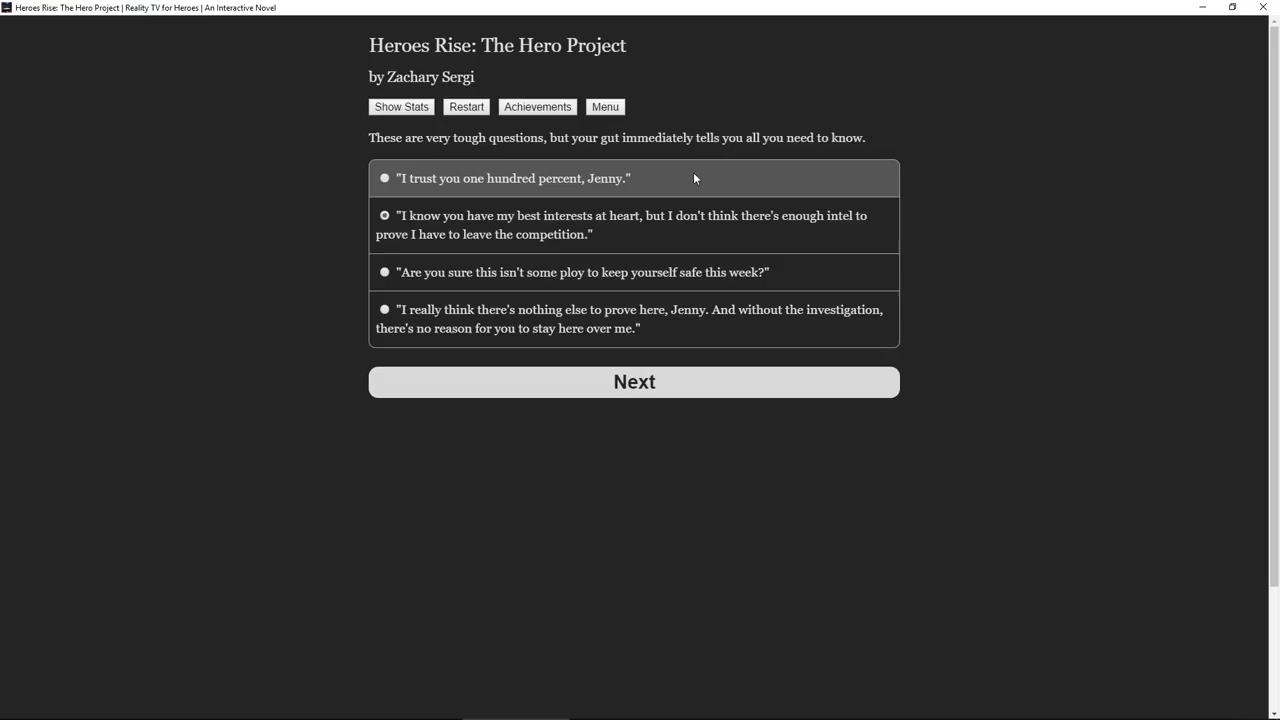 Heroes Rise: The Hero Project | Reality TV for Heroes | An Interactive Novel
Heroes Rise: The Hero Project
by Zachary Sergi
Show Stats Restart Achievements Menu
These are very tough questions, but your gut immediately tells you all you need to know.
"I trust you one hundred percent, Jenny."
"I know you have my best interests at heart, but I don't think there's enough intel to
prove I have to leave the competition."
"Are you sure this isn't some ploy to keep yourself safe this week?"
"I really think there's nothing else to prove here, Jenny. And without the investigation,
there's no reason for you to stay here over me."
Next